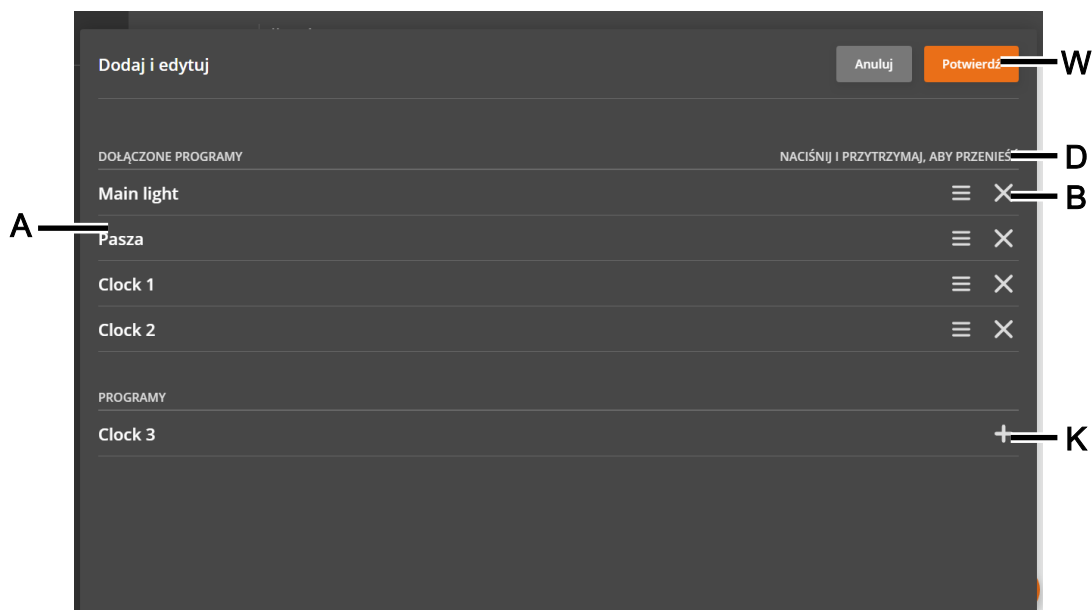 Dodaj i edytuj Anuluj Potwierdź W
DOŁĄCZONE PROGRAMY NACIŚNIJ I PRZYTRZYMAJ, ABY PRZENIEŚĆ D
Main light B
A Pasza
Clock 1
Clock 2
PROGRAMY
Clock 3 K